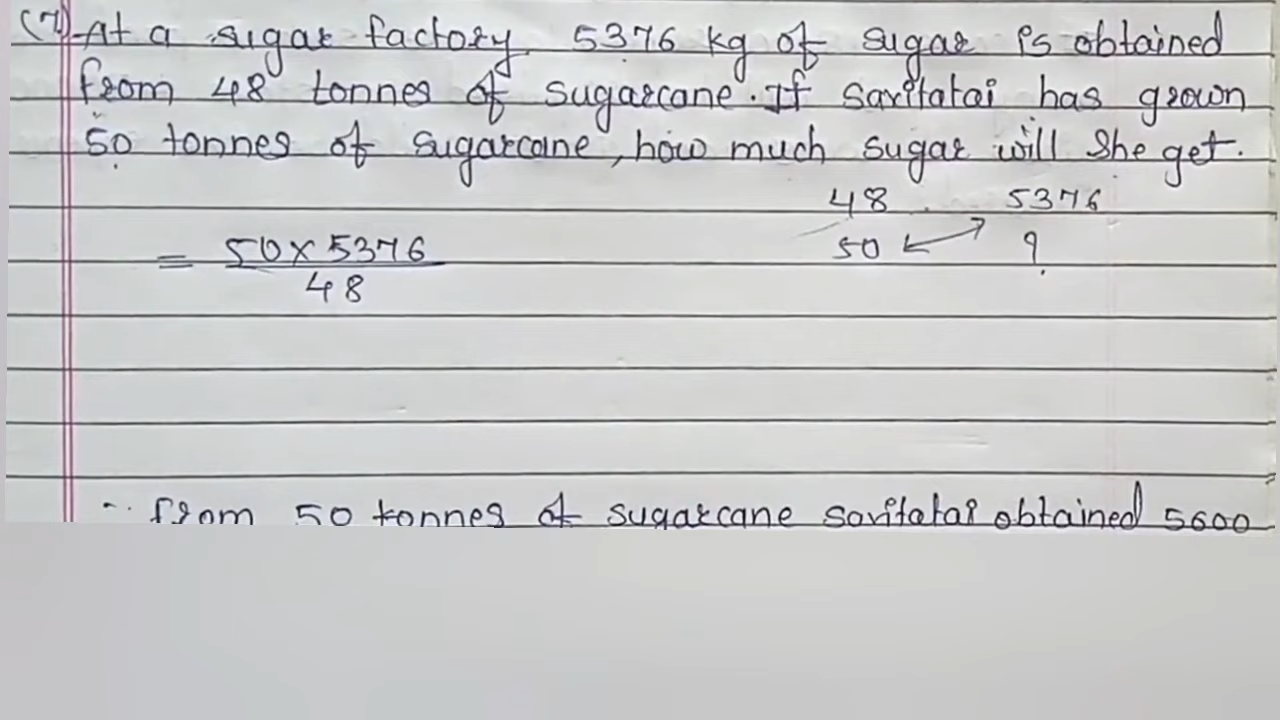 (7) At a sugar factory 5376 kg of sugar is obtained
from 48 tonnes of sugarcane. If Savitatai has grown
50 tonnes of sugarcane, how much sugar will she get.
48 5376
50 ?
= 50 x 5376
48
∴ from 50 tonnes of sugarcane savitatai obtained 5600